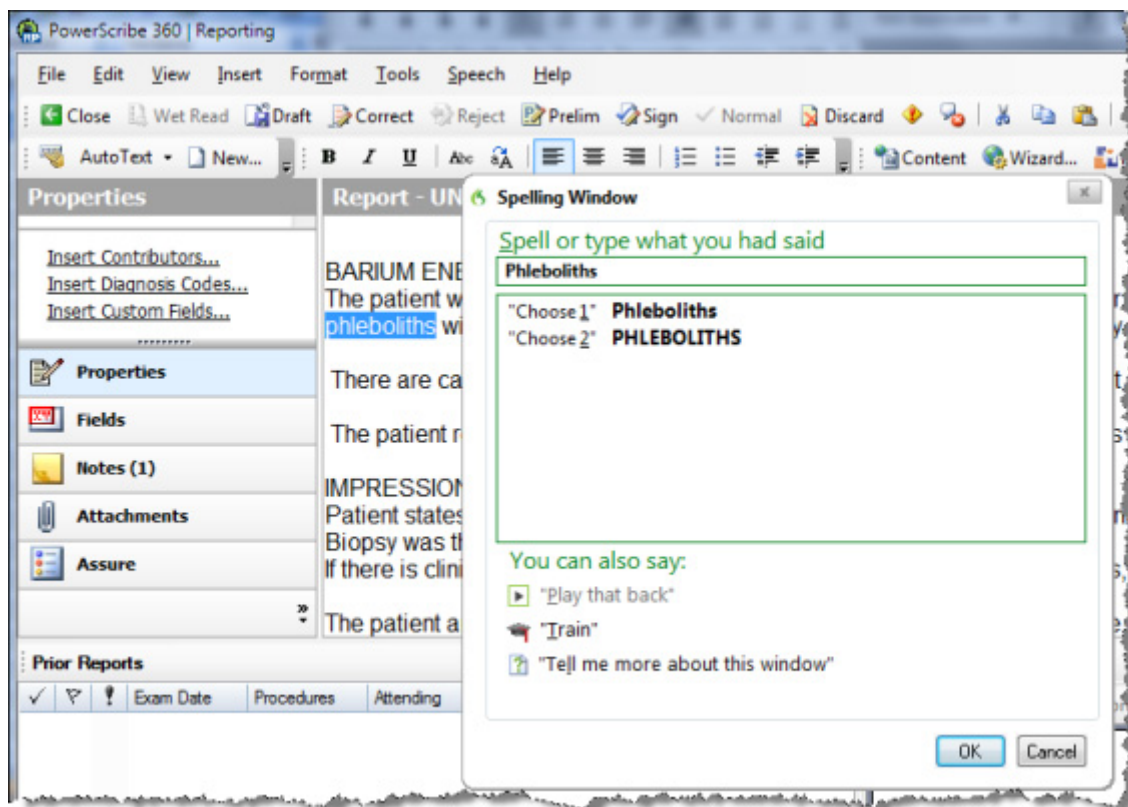 PowerScribe 360 | Reporting
File Edit View Insert Format Tools Speech Help
Close Wet Read Draft Correct Reject Prelim Sign Normal Discard
AutoText New... B I U Abc Content Wizard...
Properties
Insert Contributors...
Insert Diagnosis Codes...
Insert Custom Fields...
Properties
Fields
Notes (1)
Attachments
Assure
Report - UN
BARIUM ENE
The patient w
phleboliths wi
There are ca
The patient r
IMPRESSION
Patient states
Biopsy was th
If there is clini
The patient a
Spelling Window
Spell or type what you had said
Phleboliths
"Choose 1" Phleboliths
"Choose 2" PHLEBOLITHS
You can also say:
"Play that back"
"Train"
"Tell me more about this window"
OK Cancel
Prior Reports
Exam Date Procedures Attending